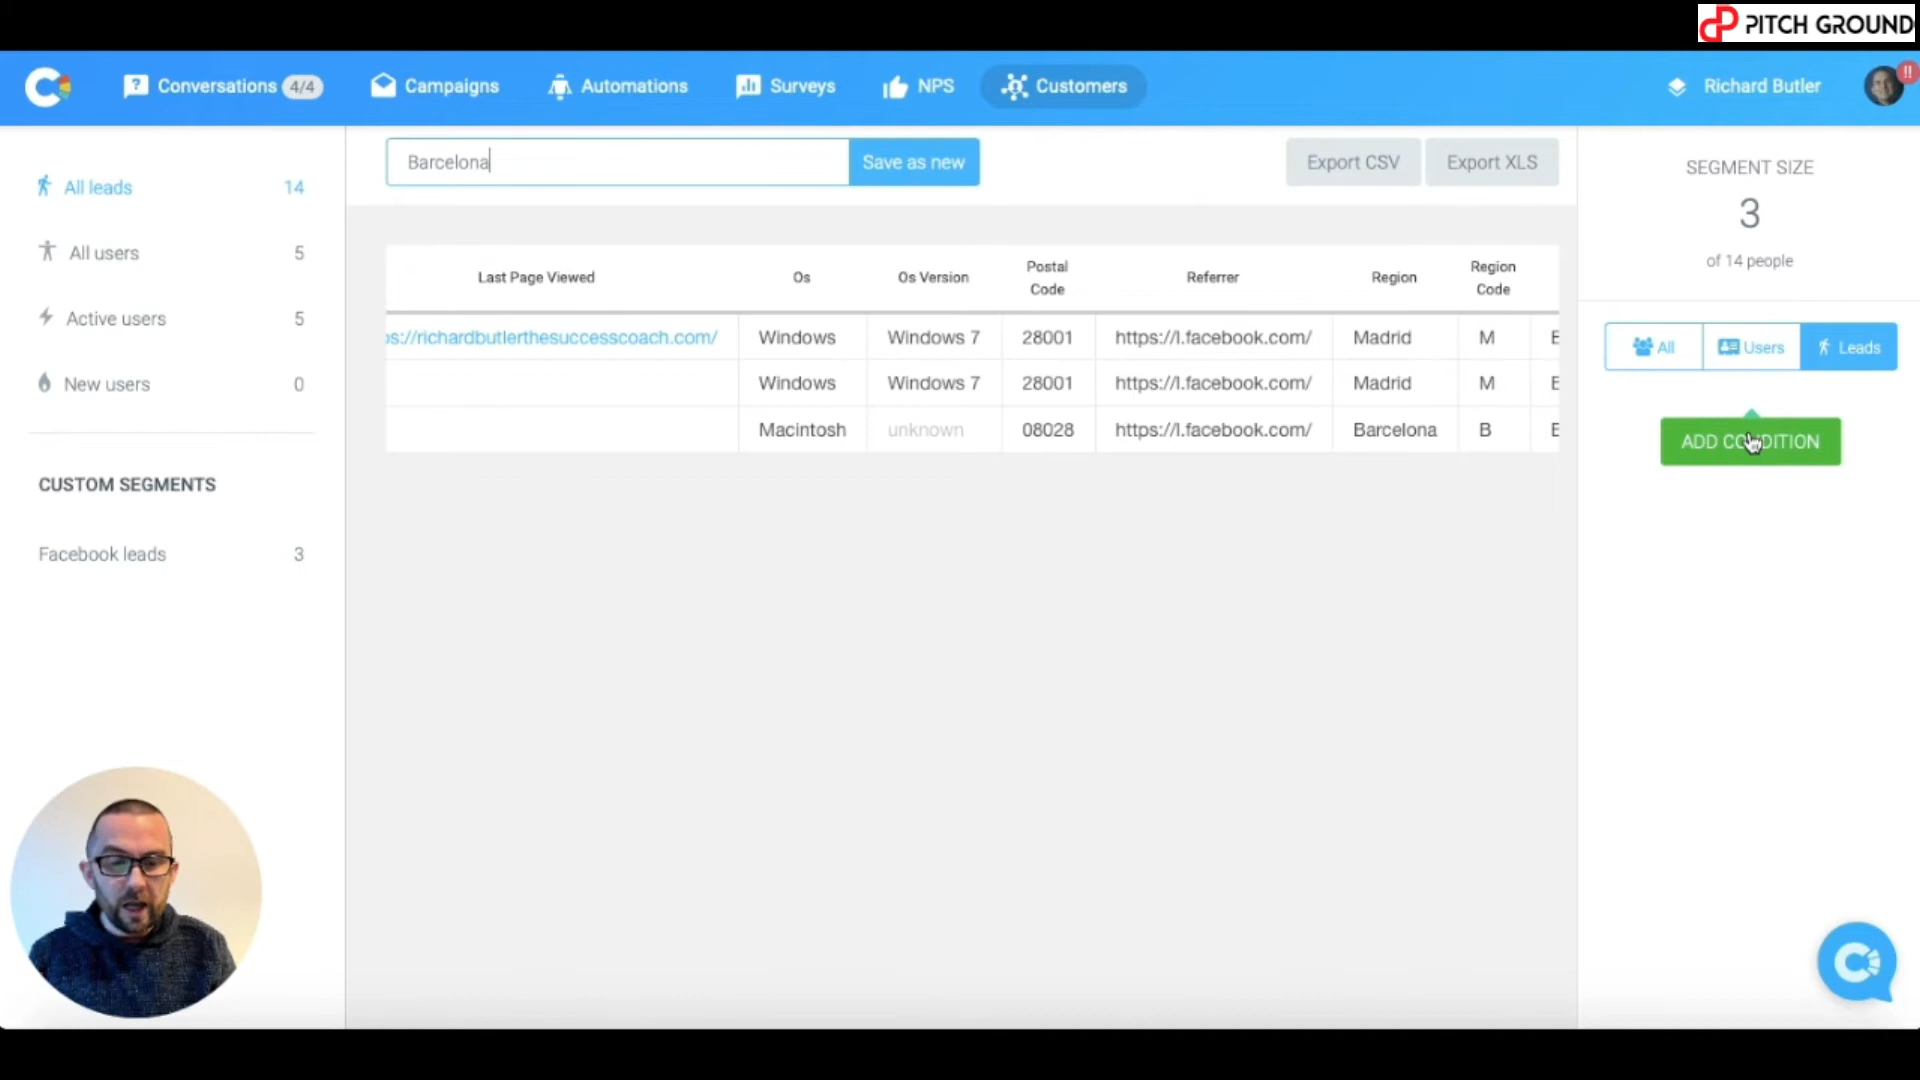 PITCH GROUND
Conversations 4/4 Campaigns Automations Surveys NPS Customers Richard Butler !!
Barcelona Save as new Export CSV Export XLS
All leads 14
All users 5
Active users 5
New users 0
CUSTOM SEGMENTS
Facebook leads 3
Last Page Viewed Os Os Version Postal Code Referrer Region Region Code
s://richardbutlerthesuccesscoach.com/ Windows Windows 7 28001 https://l.facebook.com/ Madrid M E
Windows Windows 7 28001 https://l.facebook.com/ Madrid M E
Macintosh unknown 08028 https://l.facebook.com/ Barcelona B E
SEGMENT SIZE
3
of 14 people
All Users Leads
ADD CONDITION